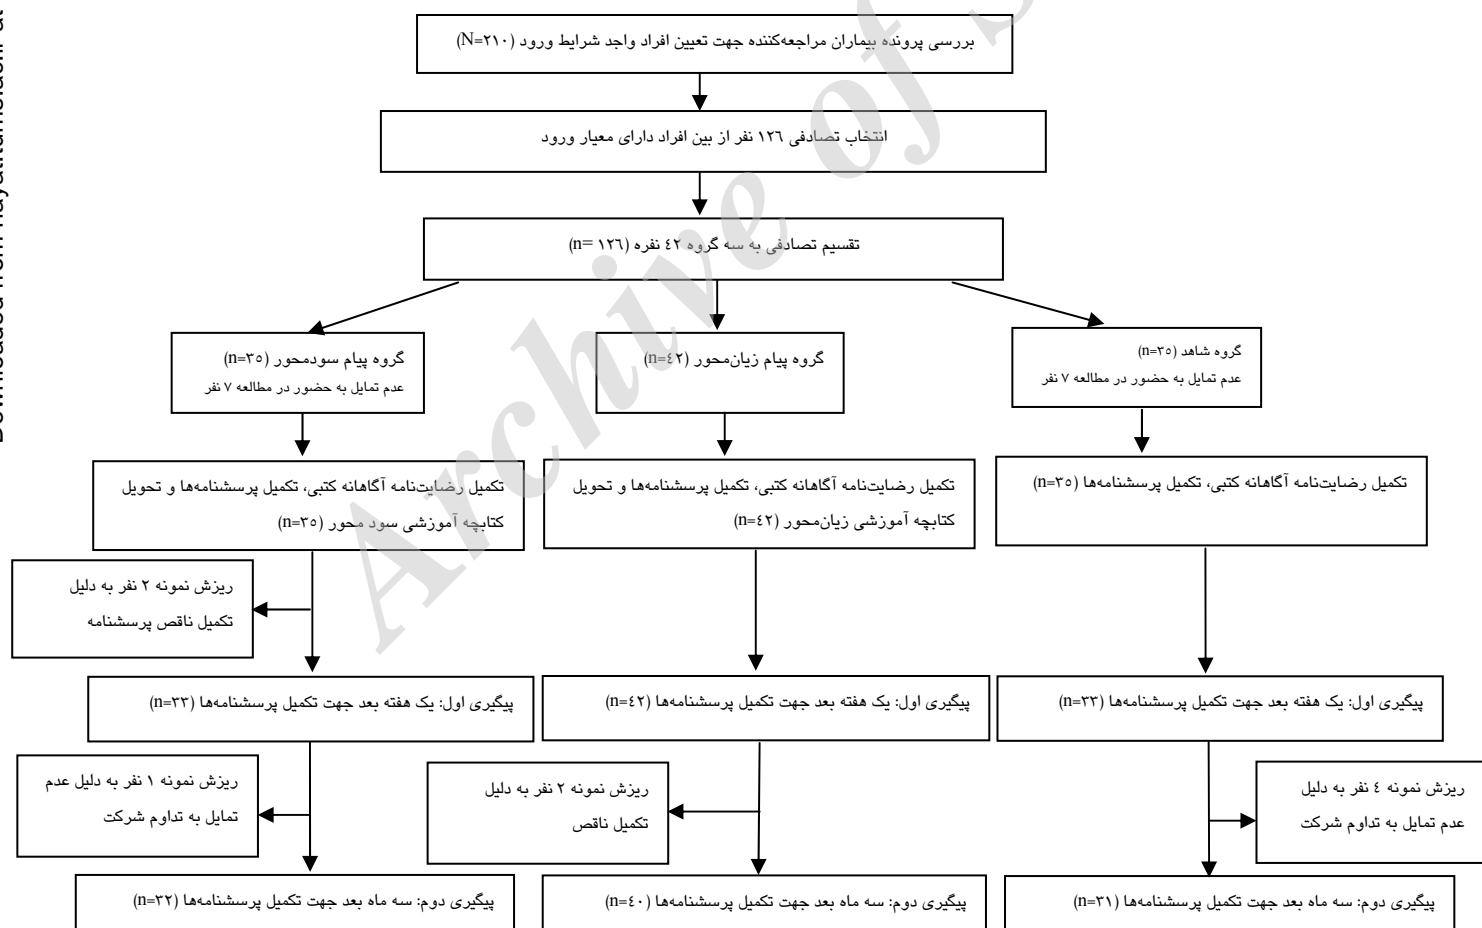 بررسی پرونده بیماران مراجعه‌کننده جهت تعیین افراد واجد شرایط ورود (N=۲۱۰)
انتخاب تصادفی ۱۲۶ نفر از بین افراد دارای معیار ورود
تقسیم تصادفی به سه گروه ۴۲ نفره (n= ۱۲۶)
گروه شاهد (n=۳۵)
عدم تمایل به حضور در مطالعه ۷ نفر
گروه پیام زیان‌محور (n=۴۲)
گروه پیام سودمحور (n=۳۵)
عدم تمایل به حضور در مطالعه ۷ نفر
تکمیل رضایت‌نامه آگاهانه کتبی، تکمیل پرسشنامه‌ها (n=۳۵)
تکمیل رضایت‌نامه آگاهانه کتبی، تکمیل پرسشنامه‌ها و تحویل
کتابچه آموزشی زیان‌محور (n=۴۲)
تکمیل رضایت‌نامه آگاهانه کتبی، تکمیل پرسشنامه‌ها و تحویل
کتابچه آموزشی سود محور (n=۳۵)
ریزش نمونه ۲ نفر به دلیل
تکمیل ناقص پرسشنامه
پیگیری اول: یک هفته بعد جهت تکمیل پرسشنامه‌ها (n=۳۳)
پیگیری اول: یک هفته بعد جهت تکمیل پرسشنامه‌ها (n=۴۲)
پیگیری اول: یک هفته بعد جهت تکمیل پرسشنامه‌ها (n=۳۳)
ریزش نمونه ۴ نفر به دلیل
عدم تمایل به تداوم شرکت
ریزش نمونه ۲ نفر به دلیل
تکمیل ناقص
ریزش نمونه ۱ نفر به دلیل عدم
تمایل به تداوم شرکت
پیگیری دوم: سه ماه بعد جهت تکمیل پرسشنامه‌ها (n=۳۱)
پیگیری دوم: سه ماه بعد جهت تکمیل پرسشنامه‌ها (n=۴۰)
پیگیری دوم: سه ماه بعد جهت تکمیل پرسشنامه‌ها (n=۳۲)
Archive of